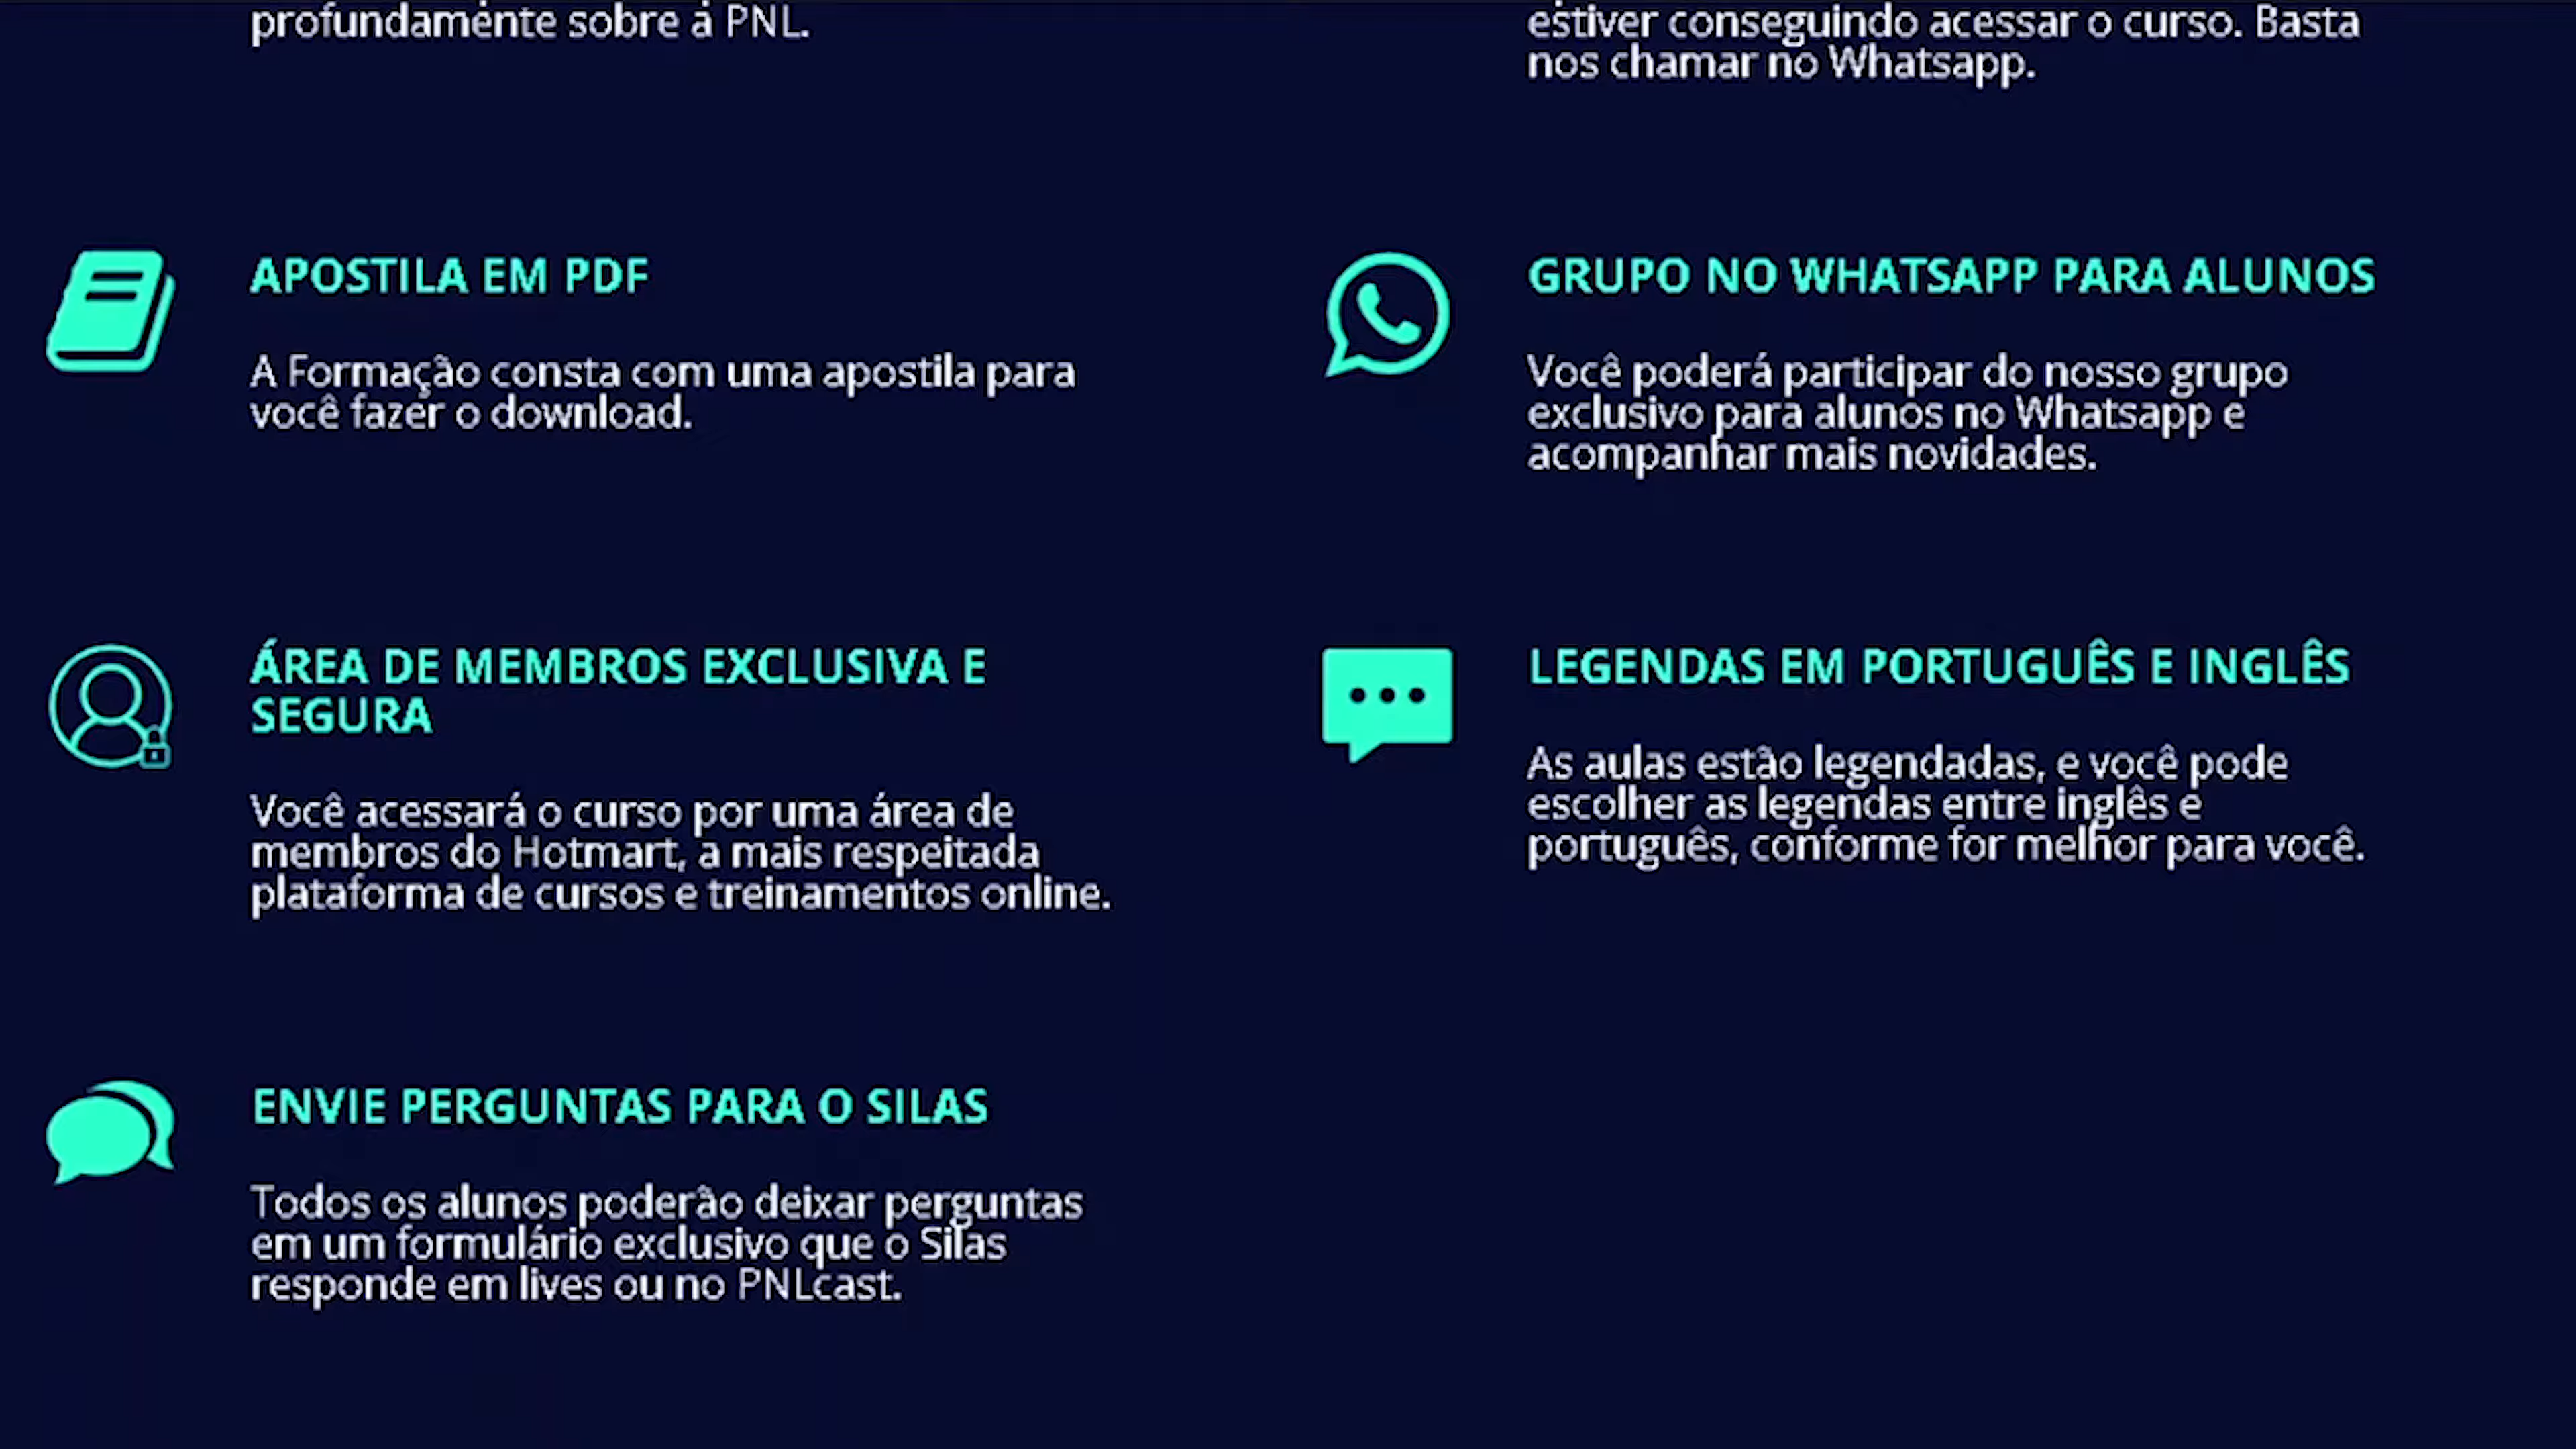 profundamente sobre a PNL.
estiver conseguindo acessar o curso. Basta
nos chamar no Whatsapp.
APOSTILA EM PDF
A Formação consta com uma apostila para
você fazer o download.
GRUPO NO WHATSAPP PARA ALUNOS
Você poderá participar do nosso grupo
exclusivo para alunos no Whatsapp e
acompanhar mais novidades.
ÁREA DE MEMBROS EXCLUSIVA E
SEGURA
Você acessará o curso por uma área de
membros do Hotmart, a mais respeitada
plataforma de cursos e treinamentos online.
LEGENDAS EM PORTUGUÊS E INGLÊS
As aulas estão legendadas, e você pode
escolher as legendas entre inglês e
português, conforme for melhor para você.
ENVIE PERGUNTAS PARA O SILAS
Todos os alunos poderão deixar perguntas
em um formulário exclusivo que o Silas
responde em lives ou no PNLcast.